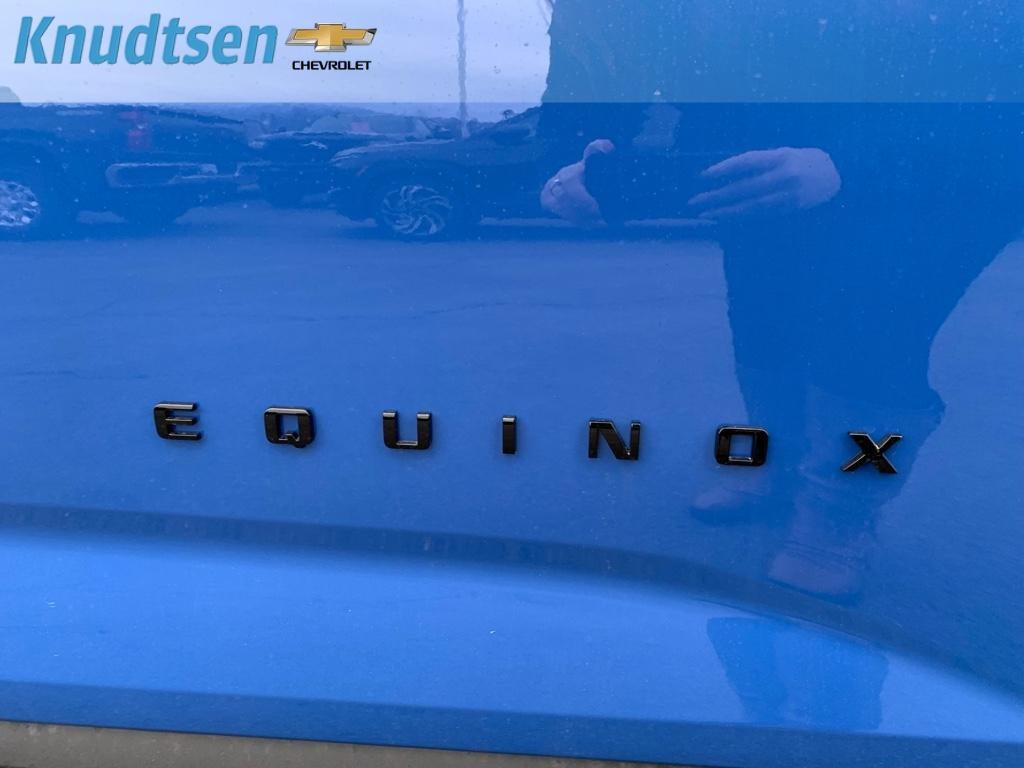 Knudtsen
CHEVROLET
EQUINOX